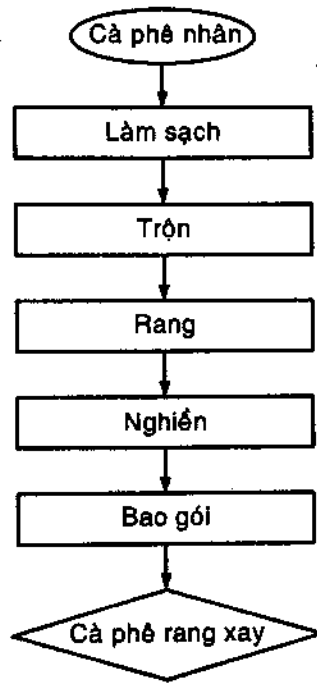 Cà phê nhân
Làm sạch
Trộn
Rang
Nghiền
Bao gói
Cà phê rang xay